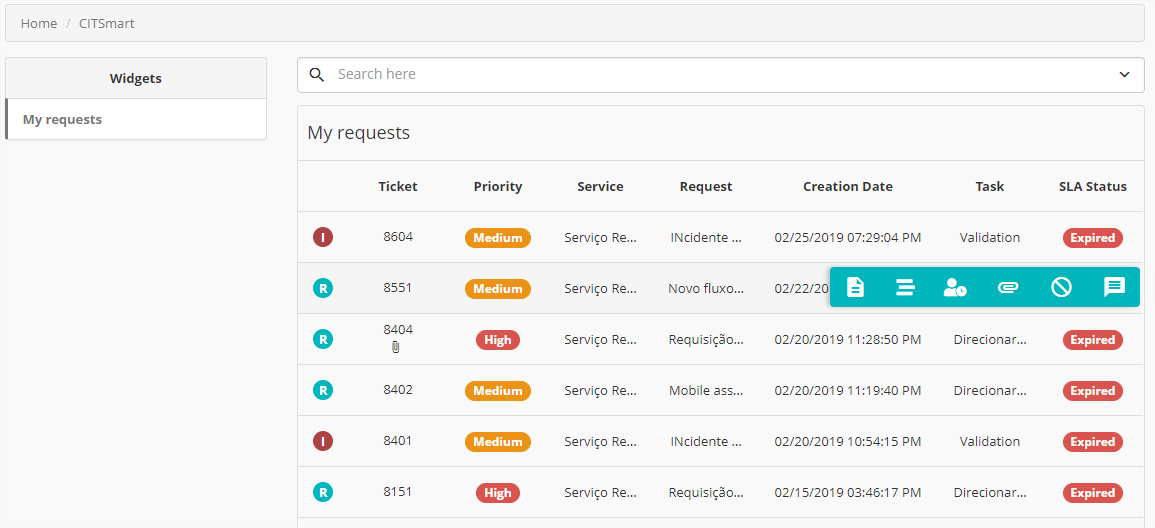 Home / CITSmart
Widgets
My requests
Search here
My requests
Ticket Priority Service Request Creation Date Task SLA Status
I 8604 Medium Serviço Re... INcidente ... 02/25/2019 07:29:04 PM Validation Expired
R 8551 Medium Serviço Re... Novo fluxo... 02/22/20
R 8404 High Serviço Re... Requisição... 02/20/2019 11:28:50 PM Direcionar... Expired
R 8402 Medium Serviço Re... Mobile ass... 02/20/2019 11:19:40 PM Direcionar... Expired
I 8401 Medium Serviço Re... INcidente ... 02/20/2019 10:54:15 PM Validation Expired
R 8151 High Serviço Re... Requisição... 02/15/2019 03:46:17 PM Direcionar... Expired